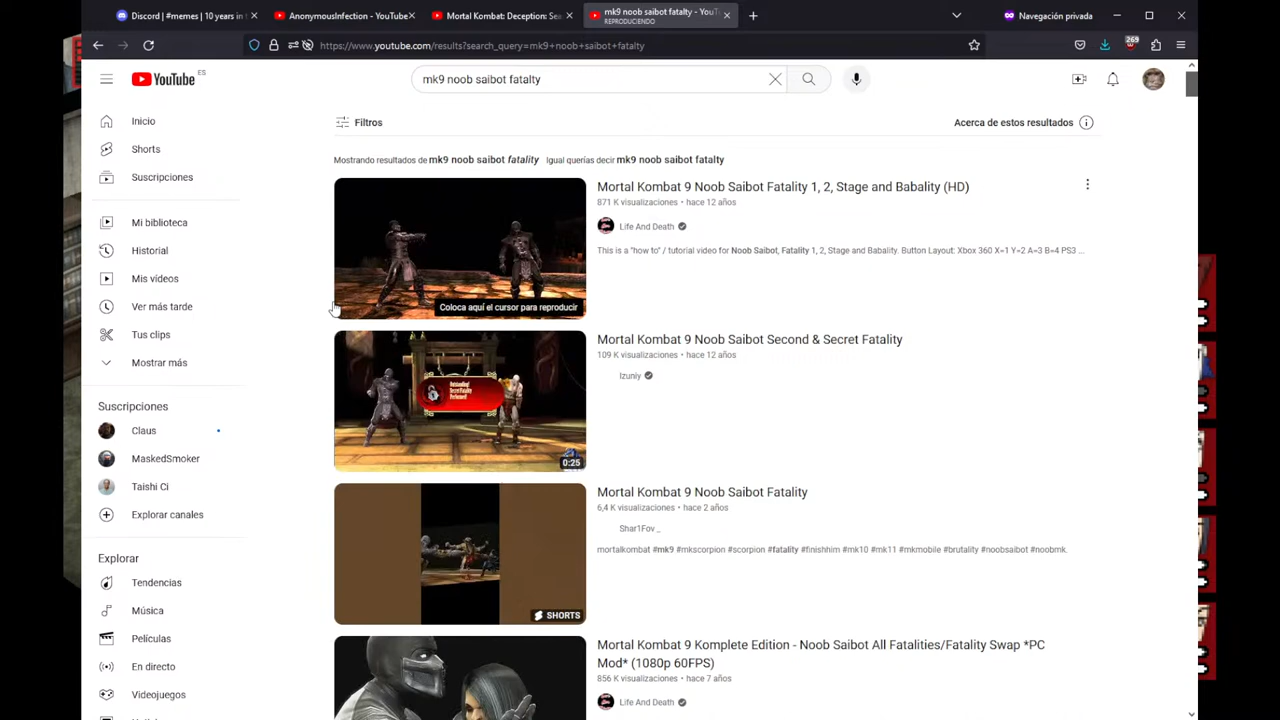 Discord | #memes | 10 years in t
AnonymousInfection - YouTube
Mortal Kombat: Deception: Sea
mk9 noob saibot fatalty - YouT
REPRODUCIENDO
Navegación privada
https://www.youtube.com/results?search_query=mk9+noob+saibot+fatalty
269
YouTube ES
mk9 noob saibot fatalty
Inicio
Shorts
Suscripciones
Mi biblioteca
Historial
Mis vídeos
Ver más tarde
Tus clips
Mostrar más
Suscripciones
Claus
MaskedSmoker
Taishi Ci
Explorar canales
Explorar
Tendencias
Música
Películas
En directo
Videojuegos
Filtros
Acerca de estos resultados
Mostrando resultados de mk9 noob saibot fatality Igual querías decir mk9 noob saibot fatalty
Coloca aquí el cursor para reproducir
Mortal Kombat 9 Noob Saibot Fatality 1, 2, Stage and Babality (HD)
871 K visualizaciones • hace 12 años
Life And Death
This is a "how to" / tutorial video for Noob Saibot, Fatality 1, 2, Stage and Babality. Button Layout: Xbox 360 X=1 Y=2 A=3 B=4 PS3 ...
Outstanding!
Secret Fatality
Performed!
0:25
Mortal Kombat 9 Noob Saibot Second & Secret Fatality
109 K visualizaciones • hace 12 años
Izuniy
SHORTS
Mortal Kombat 9 Noob Saibot Fatality
6,4 K visualizaciones • hace 2 años
Shar1Fov _
mortalkombat #mk9 #mkscorpion #scorpion #fatality #finishhim #mk10 #mk11 #mkmobile #brutality #noobsaibot #noobmk.
Mortal Kombat 9 Komplete Edition - Noob Saibot All Fatalities/Fatality Swap *PC
Mod* (1080p 60FPS)
856 K visualizaciones • hace 7 años
Life And Death